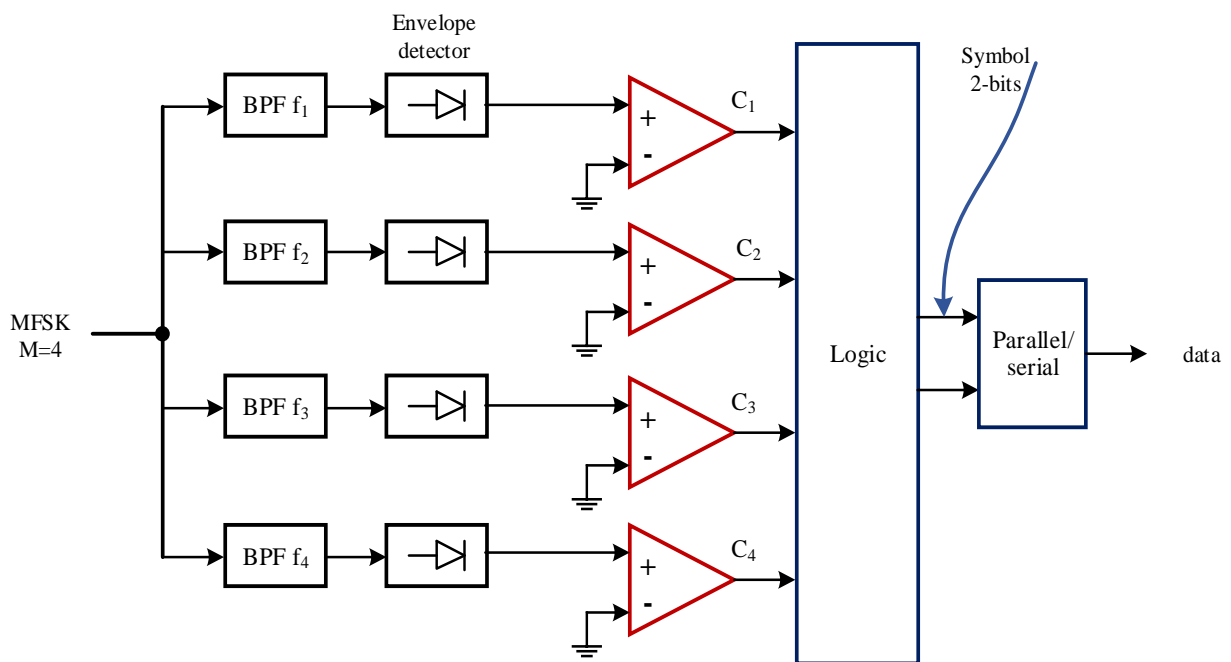 Envelope
detector
Symbol
2-bits
BPF f1
+
-
C1
BPF f2
+
-
C2
MFSK
M=4
Logic
Parallel/
serial
data
BPF f3
+
-
C3
BPF f4
+
-
C4